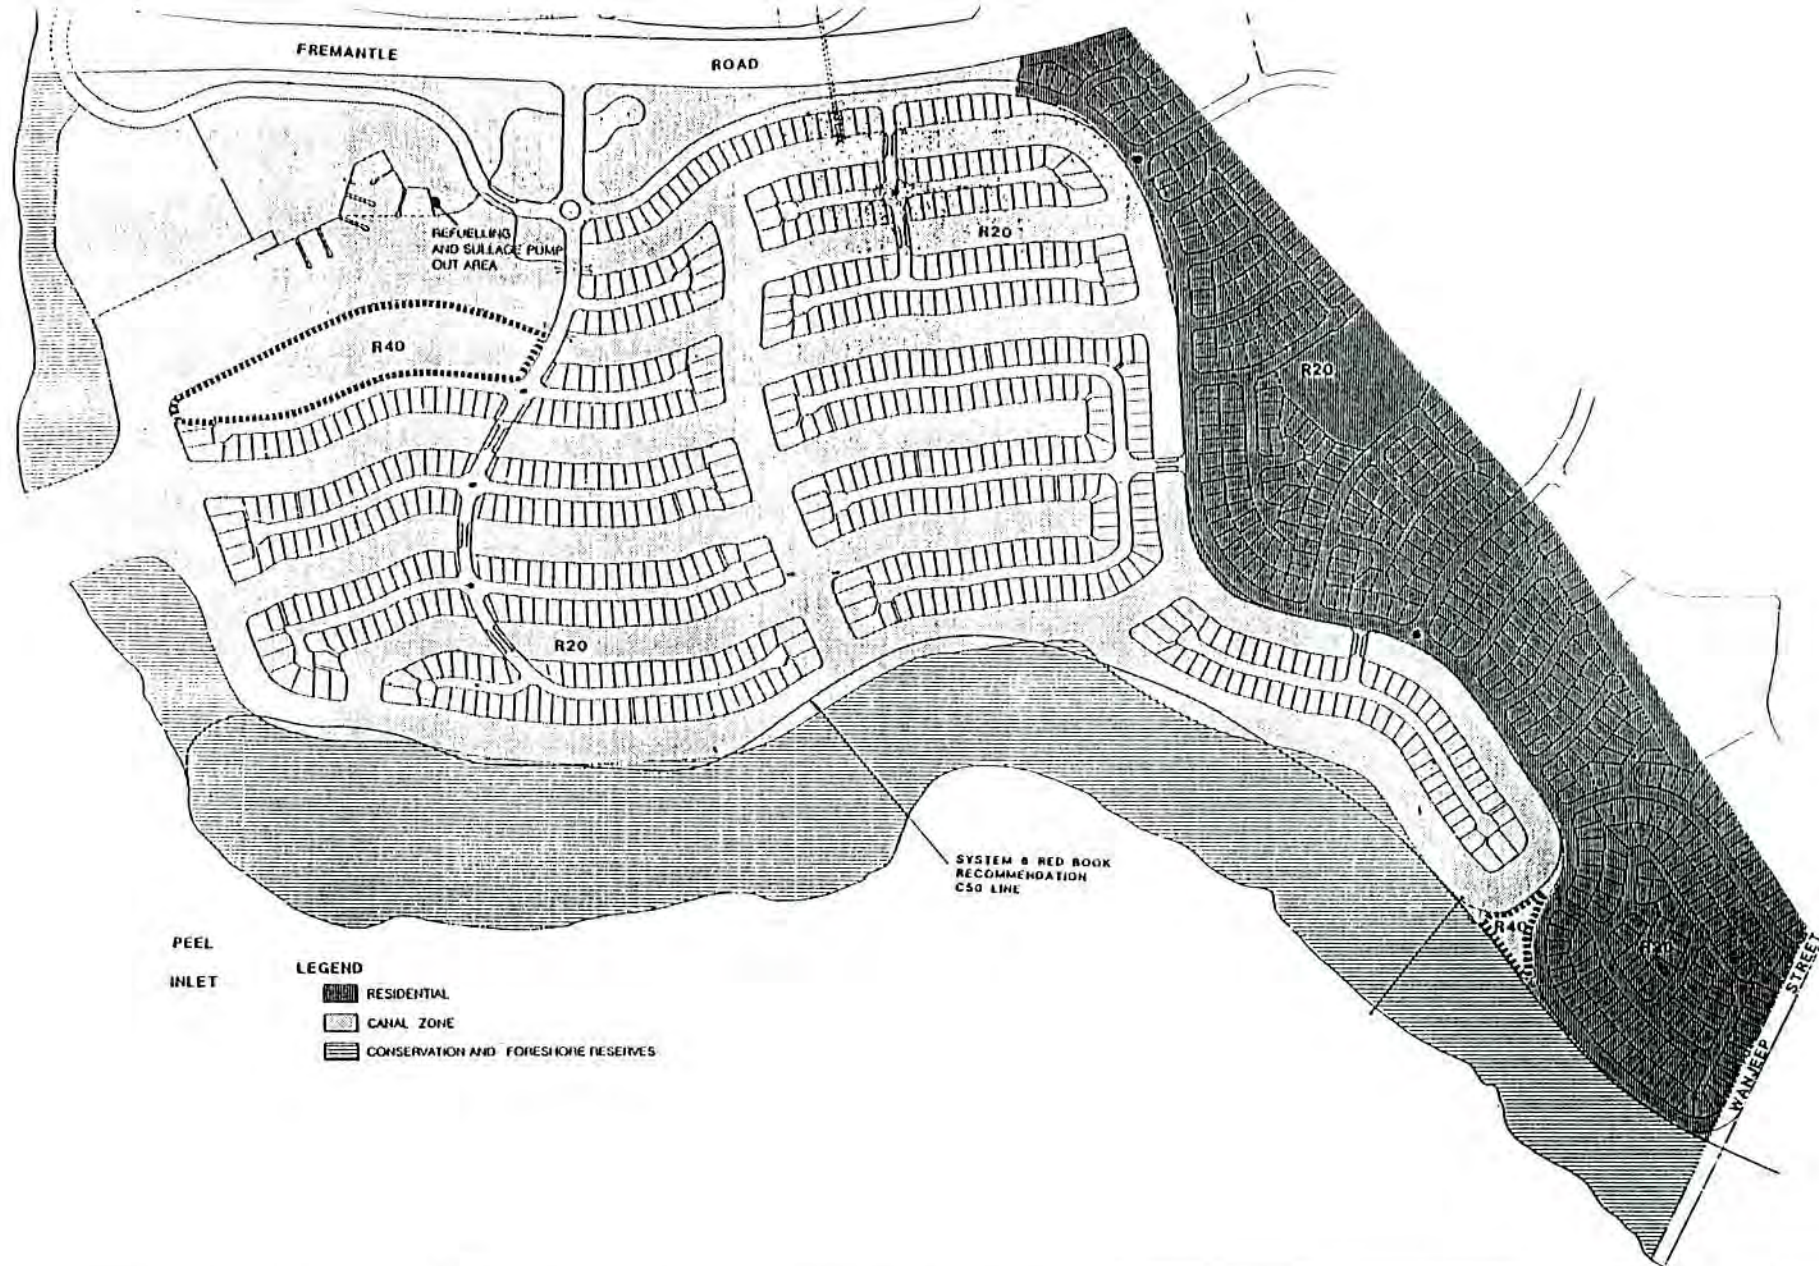 FREMANTLE ROAD
REFUELLING
AND SULLAGE PUMP
OUT AREA
R20
R40
R20
R20
SYSTEM 6 RED BOOK
RECOMMENDATION
C50 LINE
R40
R20
WANJEEP STREET
PEEL
INLET
LEGEND
RESIDENTIAL
CANAL ZONE
CONSERVATION AND FORESHORE RESERVES